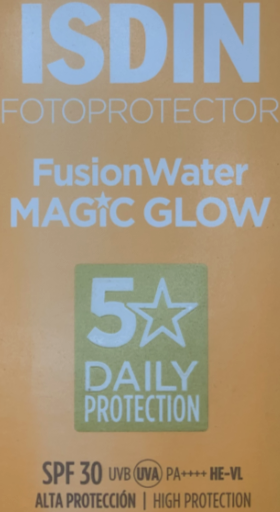 ISDIN
FOTOPROTECTOR
FusionWater
MAGIC GLOW
5☆
DAILY
PROTECTION
SPF 30 UVB UVA PA++++ HE-VL
ALTA PROTECCIÓN | HIGH PROTECTION